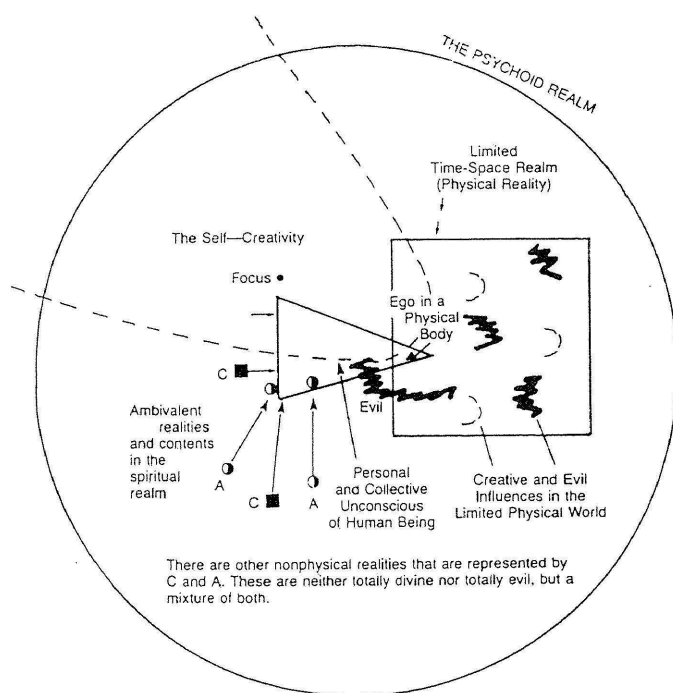 THE PSYCHOID REALM
Limited
Time-Space Realm
(Physical Reality)
The Self—Creativity
Focus
Ego in a
Physical
Body
C
Evil
Ambivalent
realities
and contents
in the
spiritual
realm
A
C
A
Personal
and Collective
Unconscious
of Human Being
Creative and Evil
Influences in the
Limited Physical World
There are other nonphysical realities that are represented by
C and A. These are neither totally divine nor totally evil, but a
mixture of both.